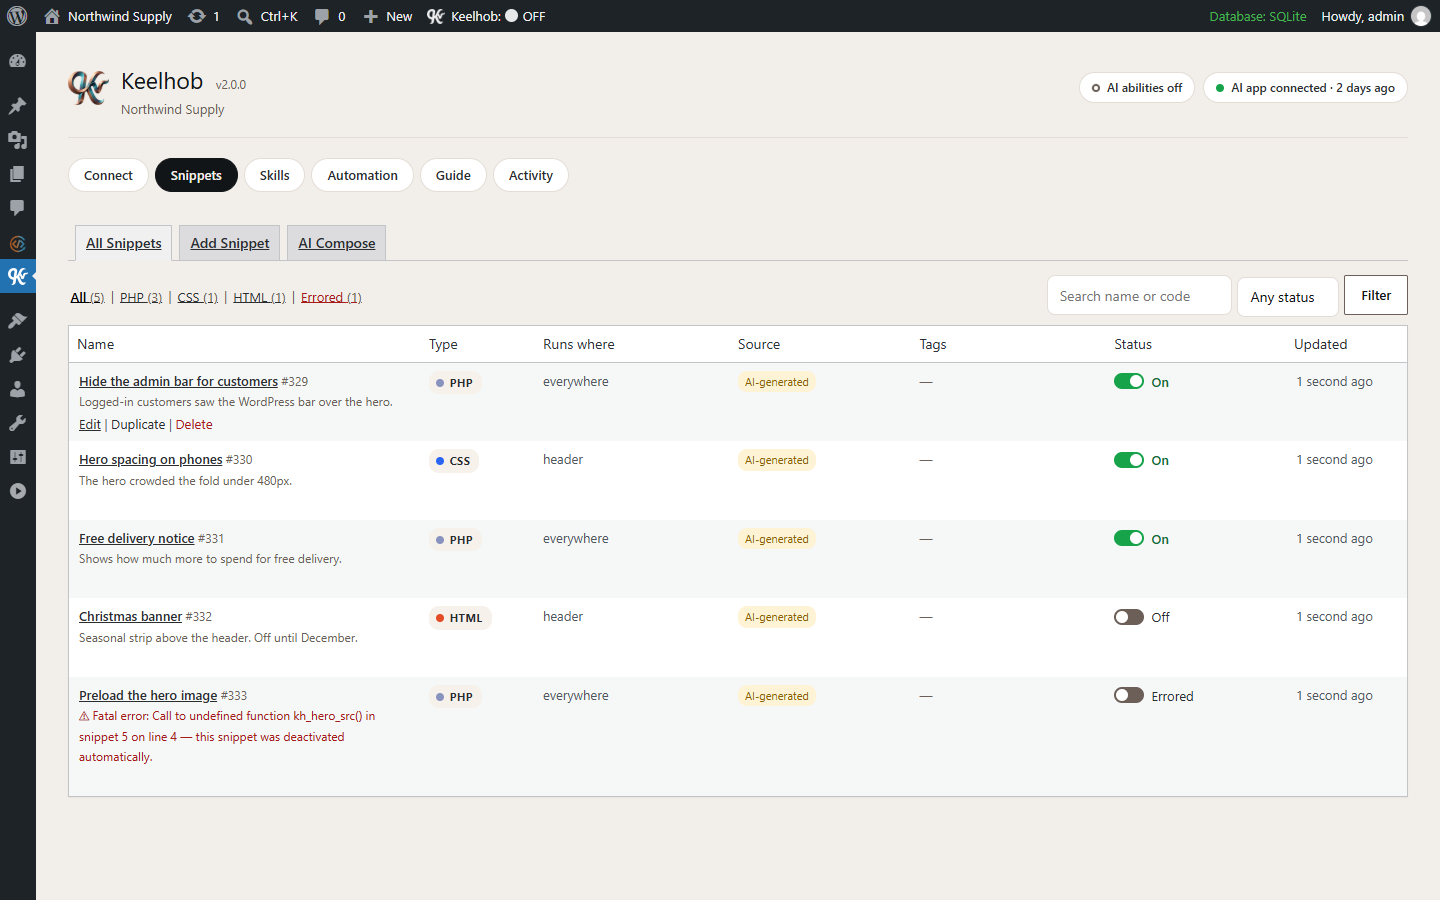 Northwind Supply 1 Ctrl+K 0 New Keelhob: OFF Database: SQLite Howdy, admin
Keelhob v2.0.0
Northwind Supply
AI abilities off
AI app connected · 2 days ago
Connect Snippets Skills Automation Guide Activity
All Snippets Add Snippet AI Compose
All (5) | PHP (3) | CSS (1) | HTML (1) | Errored (1)
Search name or code Any status Filter
Name Type Runs where Source Tags Status Updated
Hide the admin bar for customers #329 PHP everywhere AI-generated — On 1 second ago
Logged-in customers saw the WordPress bar over the hero.
Edit | Duplicate | Delete
Hero spacing on phones #330 CSS header AI-generated — On 1 second ago
The hero crowded the fold under 480px.
Free delivery notice #331 PHP everywhere AI-generated — On 1 second ago
Shows how much more to spend for free delivery.
Christmas banner #332 HTML header AI-generated — Off 1 second ago
Seasonal strip above the header. Off until December.
Preload the hero image #333 PHP everywhere AI-generated — Errored 1 second ago
⚠ Fatal error: Call to undefined function kh_hero_src() in
snippet 5 on line 4 — this snippet was deactivated
automatically.